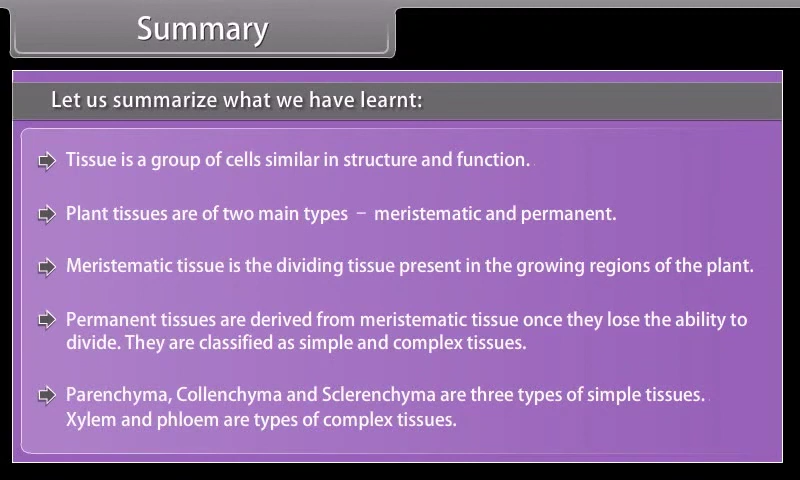 Summary
Let us summarize what we have learnt:
Tissue is a group of cells similar in structure and function.
Plant tissues are of two main types – meristematic and permanent.
Meristematic tissue is the dividing tissue present in the growing regions of the plant.
Permanent tissues are derived from meristematic tissue once they lose the ability to
divide. They are classified as simple and complex tissues.
Parenchyma, Collenchyma and Sclerenchyma are three types of simple tissues.
Xylem and phloem are types of complex tissues.